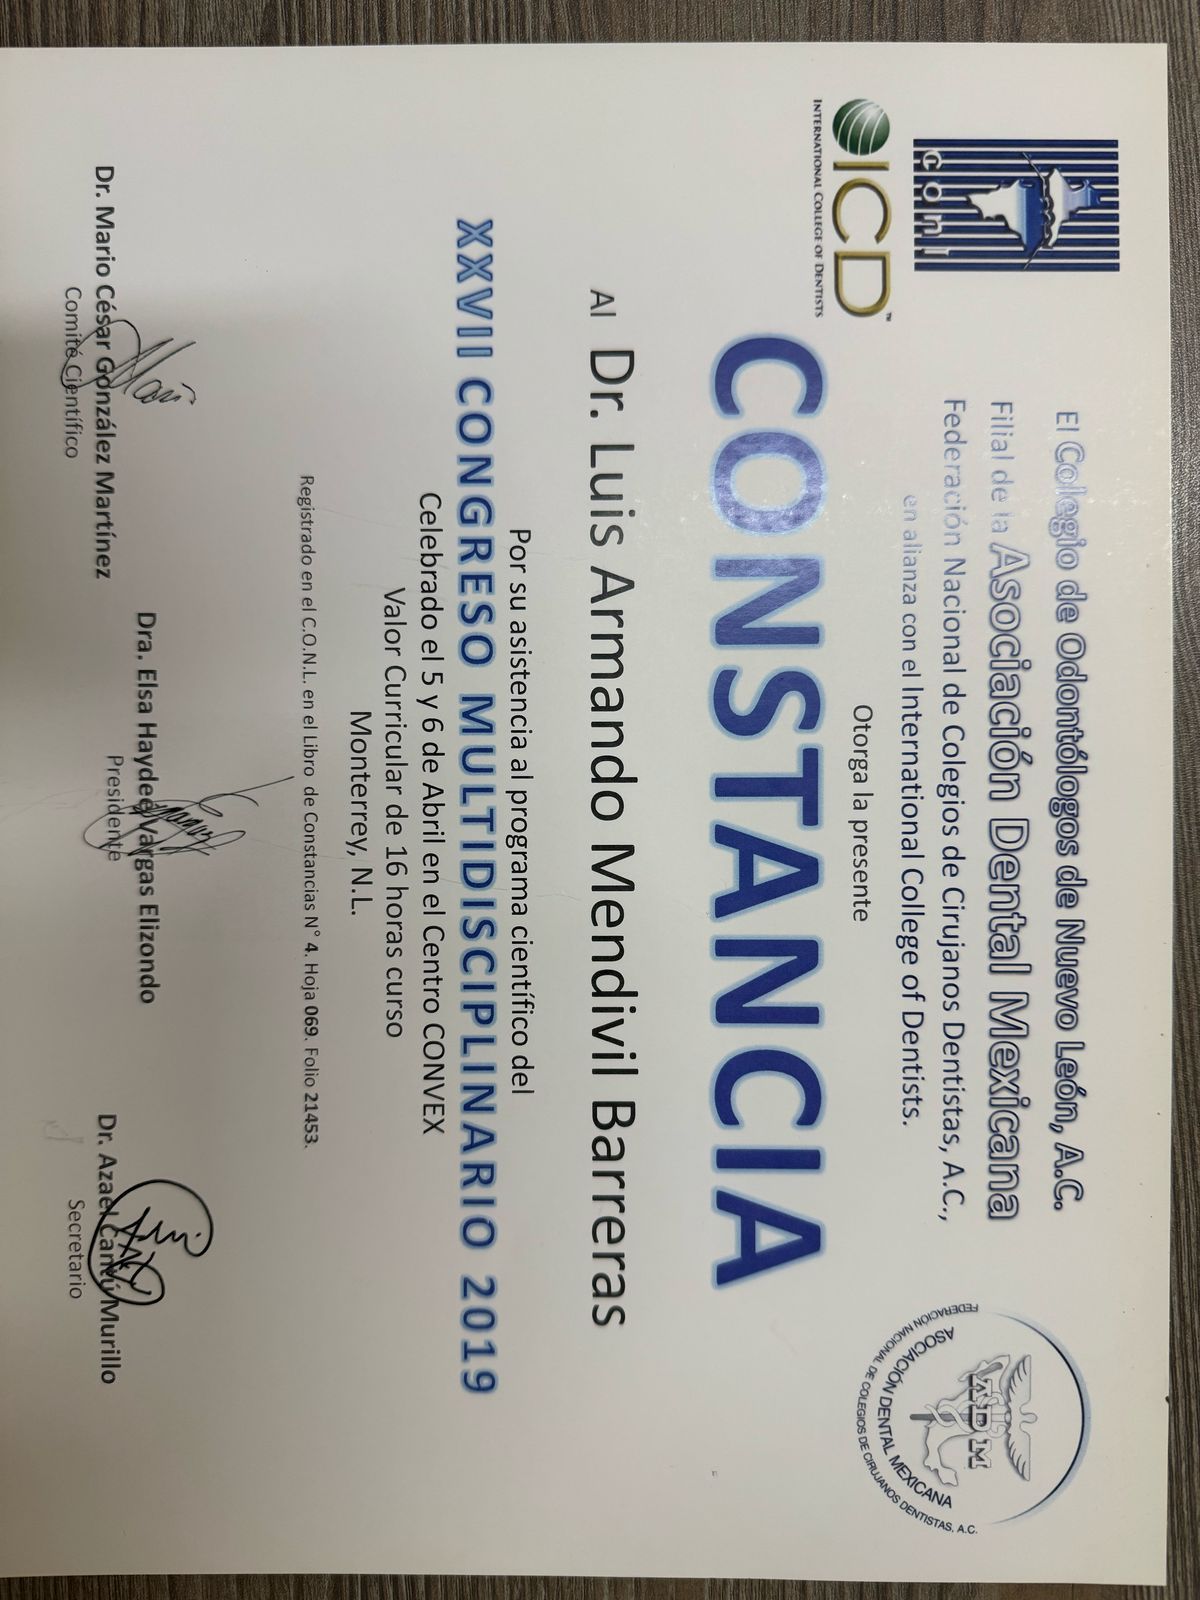 conl
ICD™
INTERNATIONAL COLLEGE OF DENTISTS
El Colegio de Odontólogos de Nuevo León, A.C.
Filial de la Asociación Dental Mexicana
Federación Nacional de Colegios de Cirujanos Dentistas, A.C.,
en alianza con el International College of Dentists.
ADM
ASOCIACIÓN DENTAL MEXICANA
FEDERACIÓN NACIONAL DE COLEGIOS DE CIRUJANOS DENTISTAS, A.C.
Otorga la presente
CONSTANCIA
Al Dr. Luis Armando Mendivil Barreras
Por su asistencia al programa científico del
XXVII CONGRESO MULTIDISCIPLINARIO 2019
Celebrado el 5 y 6 de Abril en el Centro CONVEX
Valor Curricular de 16 horas curso
Monterrey, N.L.
Registrado en el C.O.N.L. en el Libro de Constancias N° 4. Hoja 069. Folio 21453.
Dr. Mario César González Martínez
Comité Científico
Dra. Elsa Haydeé Vargas Elizondo
Presidente
Dr. Azael Cantú Murillo
Secretario